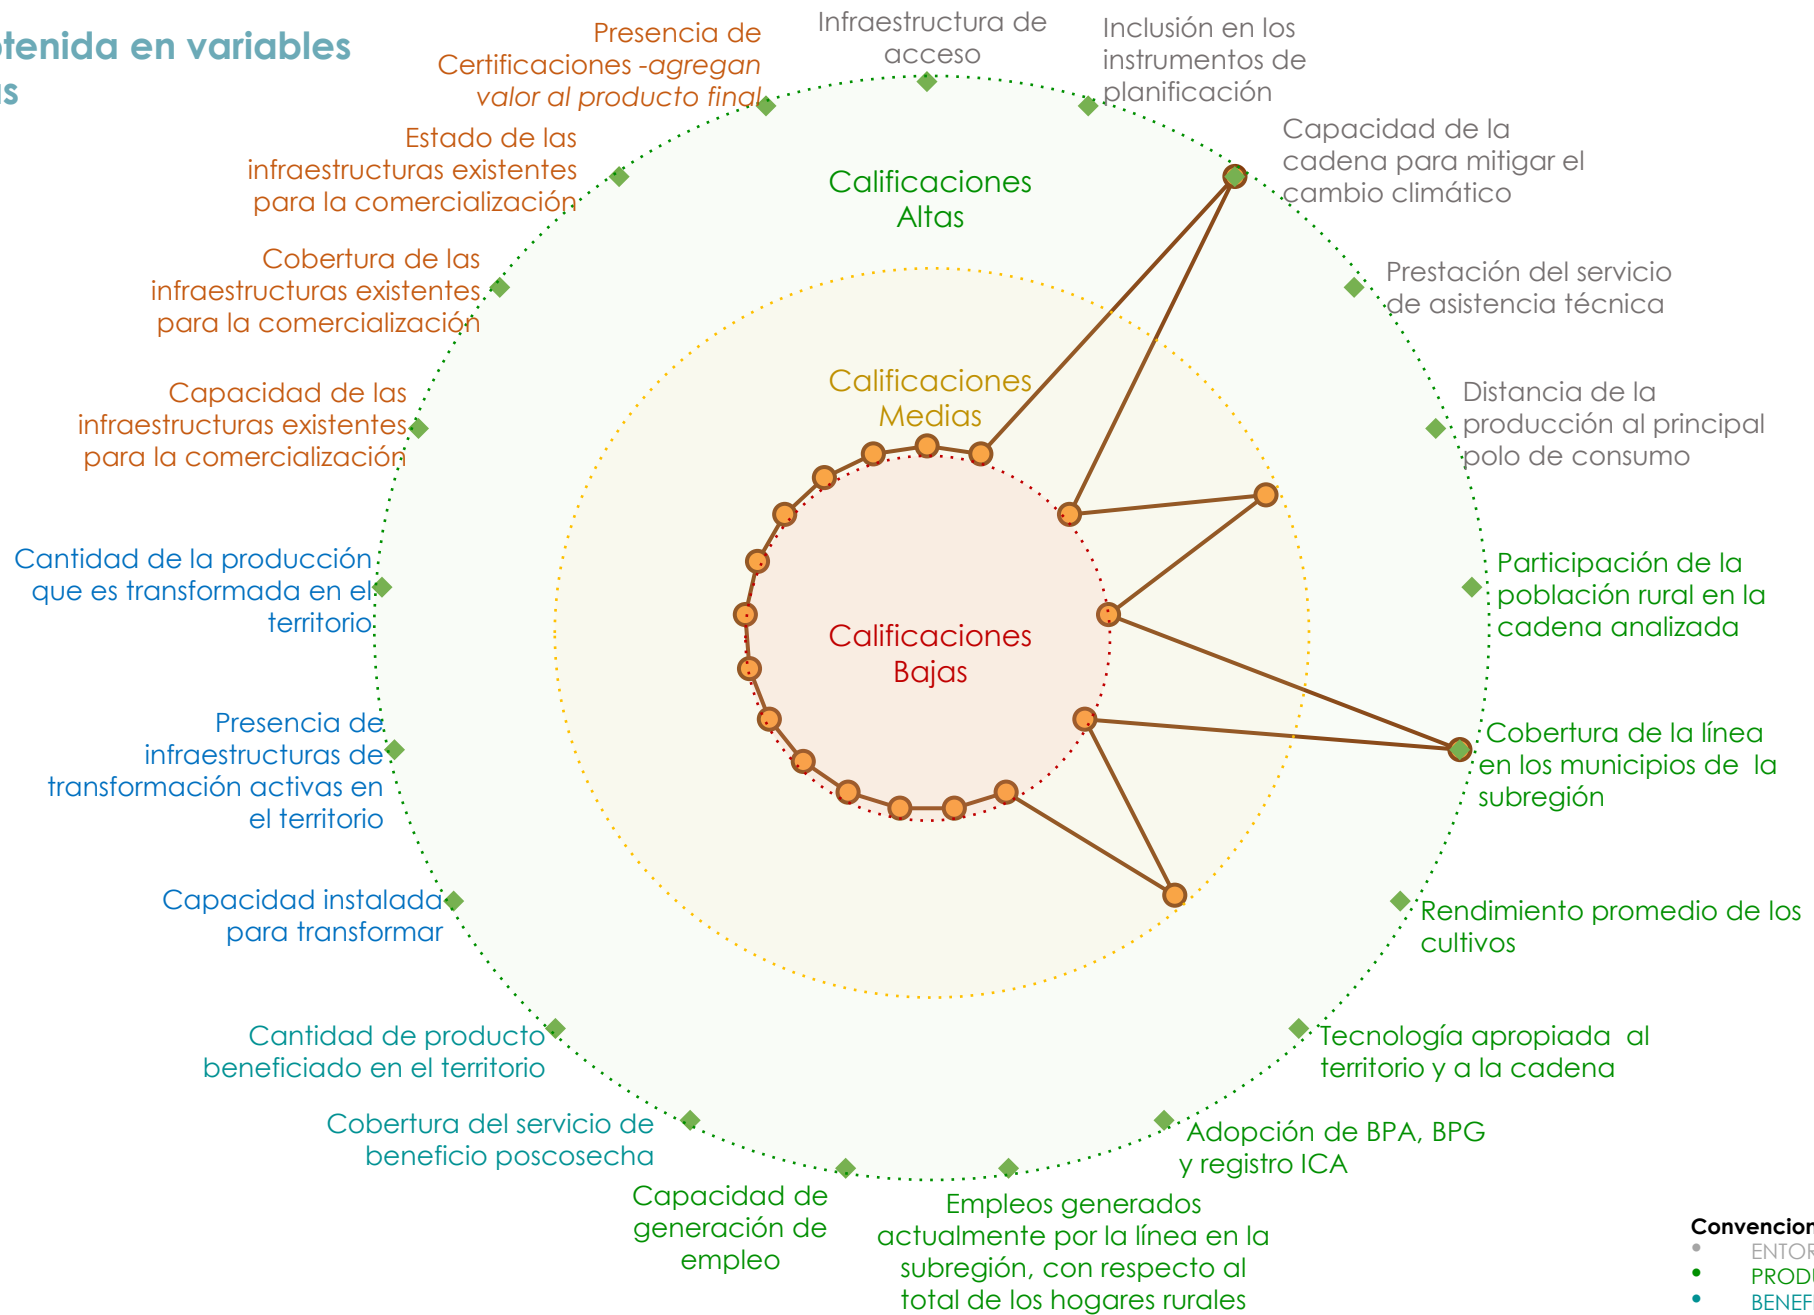 en variables
Infraestructura de
acceso
Inclusión en los
instrumentos de
planificación
Capacidad de la
cadena para mitigar el
cambio climático
Prestación del servicio
de asistencia técnica
Distancia de la
producción al principal
polo de consumo
Participación de la
población rural en la
cadena analizada
Cobertura de la línea
en los municipios de la
subregión
Rendimiento promedio de los
cultivos
Tecnología apropiada al
territorio y a la cadena
Adopción de BPA, BPG
y registro ICA
Empleos generados
actualmente por la línea en la
subregión, con respecto al
total de los hogares rurales
Capacidad de
generación de
empleo
Cobertura del servicio de
beneficio poscosecha
Cantidad de producto
beneficiado en el territorio
Capacidad instalada
para transformar
Presencia de
infraestructuras de
transformación activas en
el territorio
Cantidad de la producción
que es transformada en el
territorio
Capacidad de las
infraestructuras existentes
para la comercialización
Cobertura de las
infraestructuras existentes
para la comercialización
Estado de las
infraestructuras existentes
para la comercialización
Presencia de
Certificaciones -agregan
valor al producto final
Calificaciones
Altas
Calificaciones
Medias
Calificaciones
Bajas